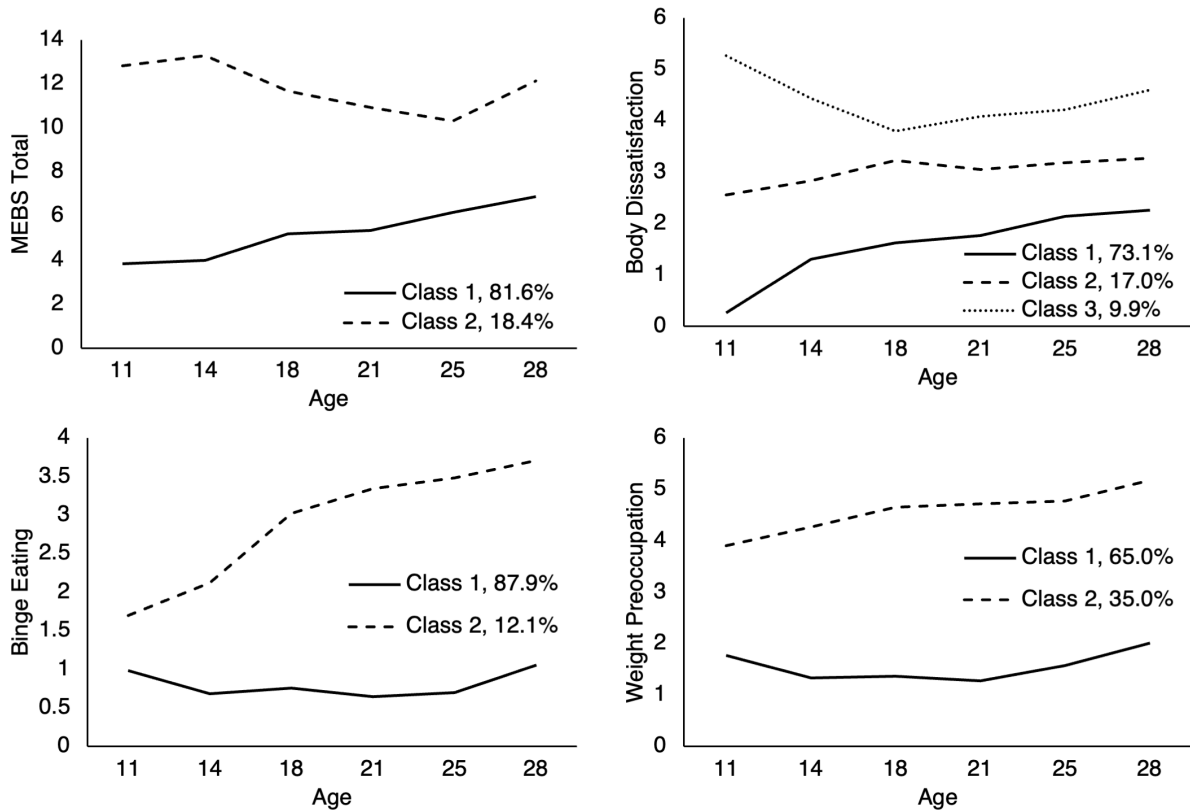 MEBS Total
14
12
10
8
6
4
2
0
Class 1, 81.6%
Class 2, 18.4%
11 14 18 21 25 28
Age
Body Dissatisfaction
6
5
4
3
2
1
0
Class 1, 73.1%
Class 2, 17.0%
Class 3, 9.9%
11 14 18 21 25 28
Age
Binge Eating
4
3.5
3
2.5
2
1.5
1
0.5
0
Class 1, 87.9%
Class 2, 12.1%
11 14 18 21 25 28
Age
Weight Preoccupation
6
5
4
3
2
1
0
Class 1, 65.0%
Class 2, 35.0%
11 14 18 21 25 28
Age